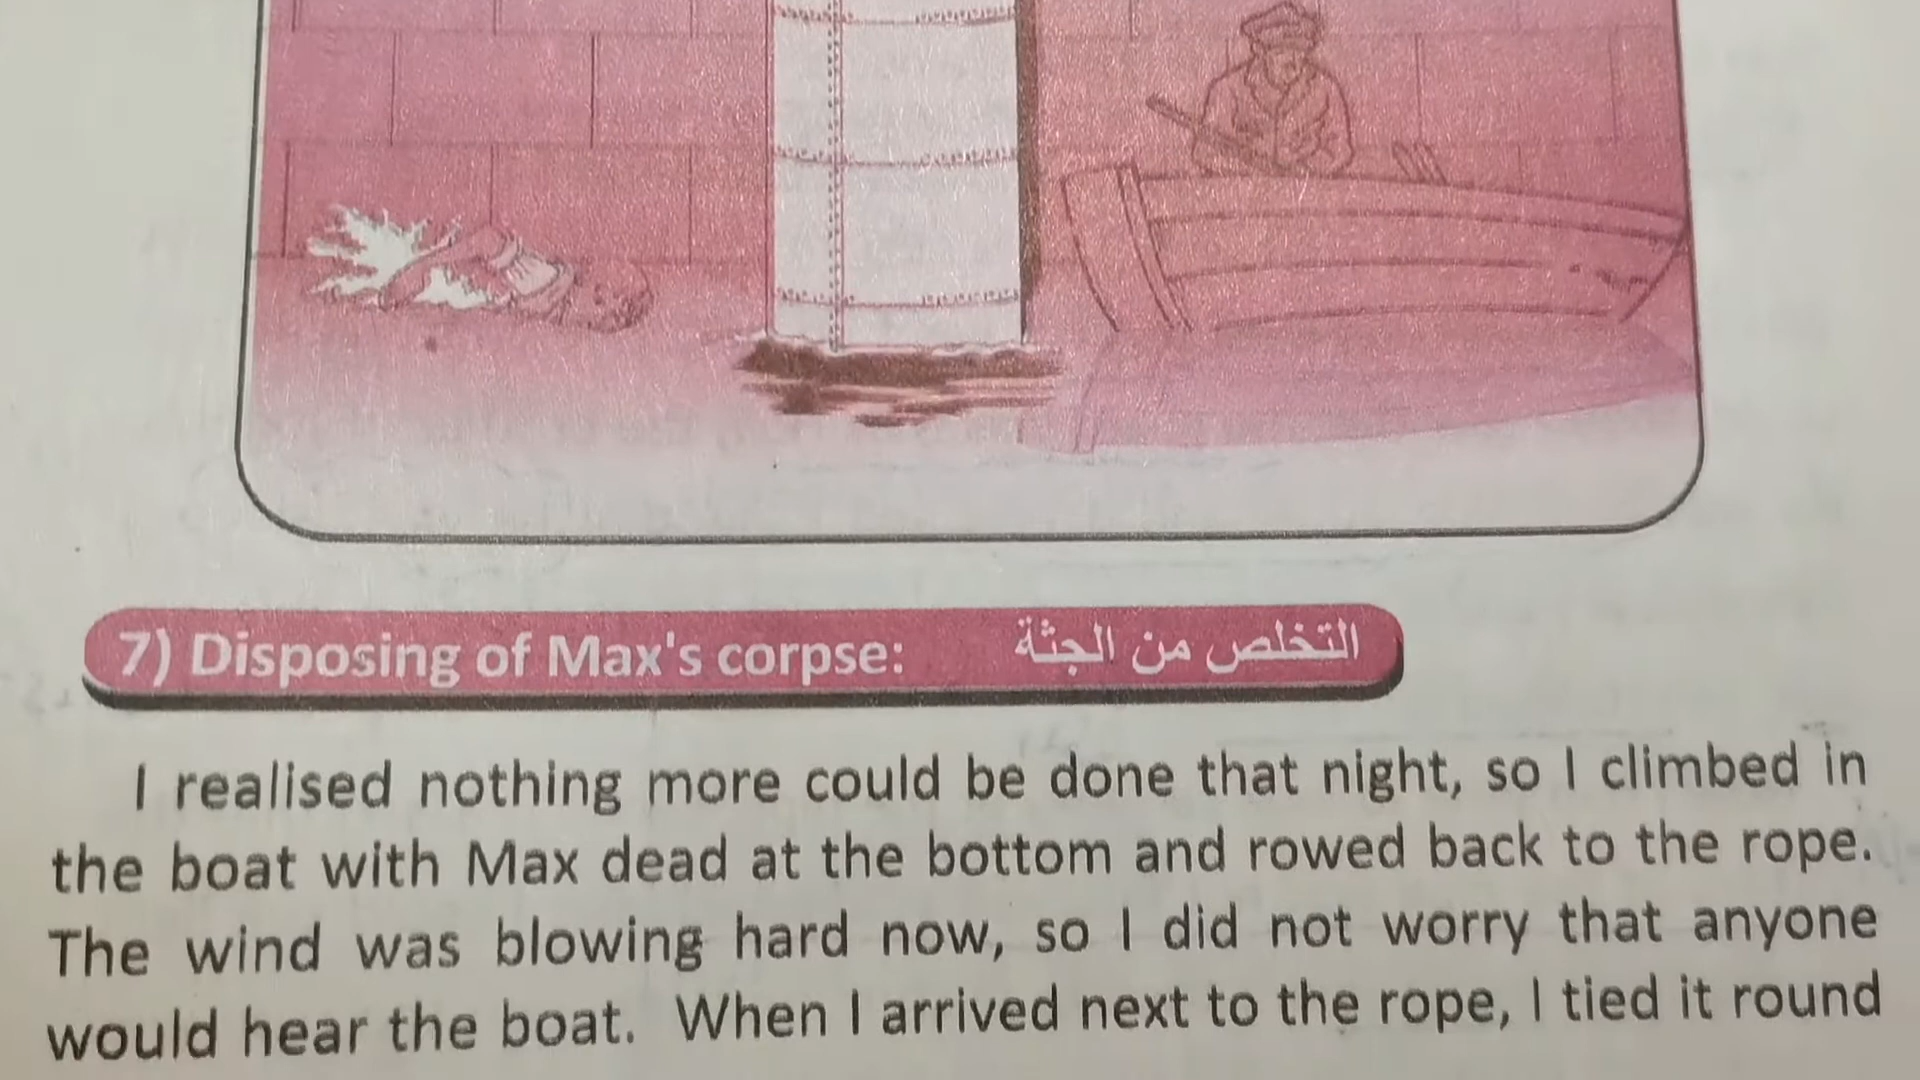 7) Disposing of Max's corpse: التخلص من الجثة
I realised nothing more could be done that night, so I climbed in
the boat with Max dead at the bottom and rowed back to the rope.
The wind was blowing hard now, so I did not worry that anyone
would hear the boat. When I arrived next to the rope, I tied it round